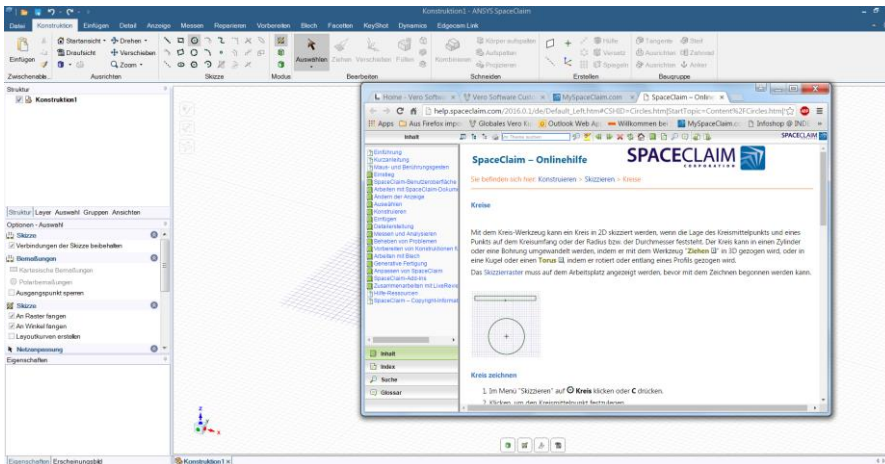 Konstruktion1 - ANSYS SpaceClaim
Datei Konstruktion Einfügen Detail Anzeige Messen Reparieren Vorbereiten Blech Facetten KeyShot Dynamics Edgecam Link
Einfügen
Startansicht Drehen
Draufsicht Verschieben
Zoom
Auswählen Ziehen Verschieben Füllen
Kombinieren
Körper aufspalten
Aufspalten
Projizieren
Hülle
Versatz
Spiegeln
Tangente Starr
Ausrichten Zahnrad
Ausrichten Anker
Zwischenable... Ausrichten Skizze Modus Bearbeiten Schneiden Erstellen Baugruppe
Struktur
Konstruktion1
Struktur Layer Auswahl Gruppen Ansichten
Optionen - Auswahl
Skizze
Verbindungen der Skizze beibehalten
Bemaßungen
Kartesische Bemaßungen
Polarbemaßungen
Ausgangspunkt sperren
Skizze
An Raster fangen
An Winkel fangen
Layoutkurven erstellen
Netzanpassung
Eigenschaften
Eigenschaften Erscheinungsbild
Konstruktion1
Home - Vero Softwa
Vero Software Custo
MySpaceClaim.com
SpaceClaim – Online
help.spaceclaim.com/2016.0.1/de/Default_Left.htm#CSHID=Circles.htm|StartTopic=Content%2FCircles.htm|
Apps Aus Firefox impo Globales Vero Ki Outlook Web Ap Willkommen bei MySpaceClaim.c Infoshop @ INDE
Inhalt
SPACECLAIM
Einführung
Kurzanleitung
Maus- und Berührungsgesten
Einstieg
SpaceClaim-Benutzeroberfläche
Arbeiten mit SpaceClaim-Dokume
Ändern der Anzeige
Auswählen
Konstruieren
Einfügen
Detailerstellung
Messen und Analysieren
Beheben von Problemen
Vorbereiten von Konstruktionen f
Arbeiten mit Blech
Generative Fertigung
Anpassen von SpaceClaim
SpaceClaim-Add-Ins
Zusammenarbeiten mit LiveRevie
Hilfe-Ressourcen
SpaceClaim – Copyright-Informat
Inhalt
Index
Suche
Glossar
SpaceClaim – Onlinehilfe
SPACECLAIM
CORPORATION
Sie befinden sich hier: Konstruieren > Skizzieren > Kreise
Kreise
Mit dem Kreis-Werkzeug kann ein Kreis in 2D skizziert werden, wenn die Lage des Kreismittelpunkts und eines
Punkts auf dem Kreisumfang oder der Radius bzw. der Durchmesser feststeht. Der Kreis kann in einen Zylinder
oder eine Bohrung umgewandelt werden, indem er mit dem Werkzeug "Ziehen" in 3D gezogen wird, oder in
eine Kugel oder einen Torus, indem er rotiert oder entlang eines Profils gezogen wird.
Das Skizzierraster muss auf dem Arbeitsplatz angezeigt werden, bevor mit dem Zeichnen begonnen werden kann.
Kreis zeichnen
1. Im Menü "Skizzieren" auf Kreis klicken oder C drücken.
2. Klicken, um den Kreismittelpunkt festzulegen.